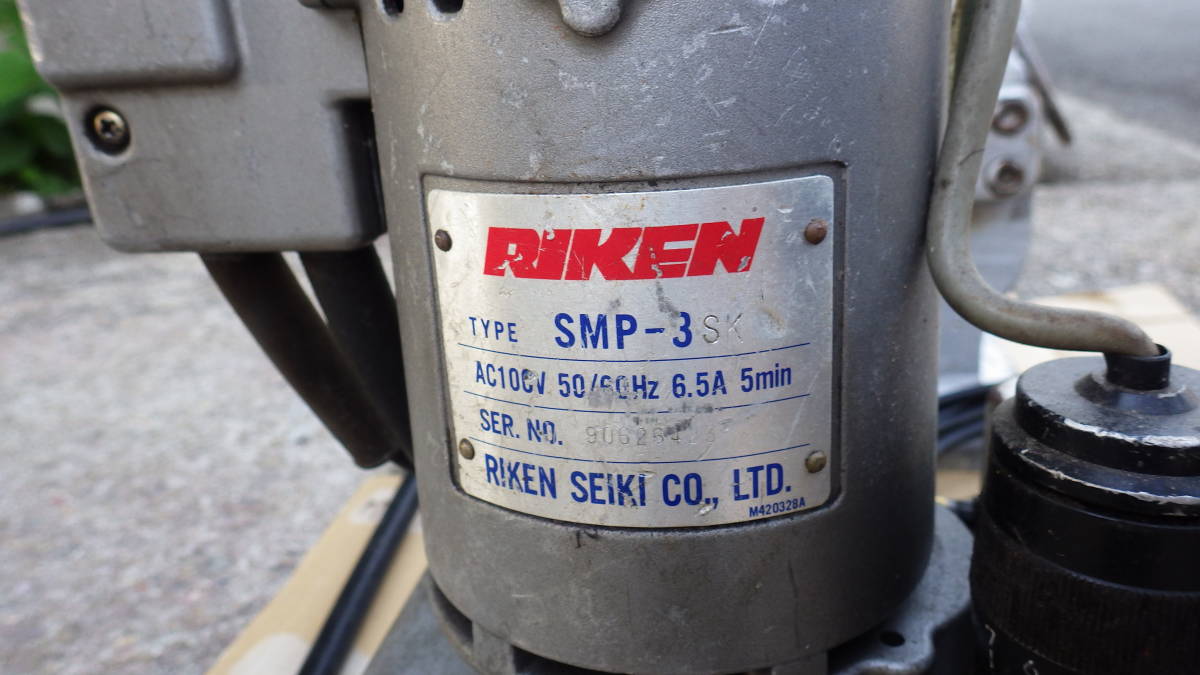 RIKEN
TYPE SMP-3SK
AC100V 50/60Hz 6.5A 5min
SER. NO.
RIKEN SEIKI CO., LTD.
M420328A